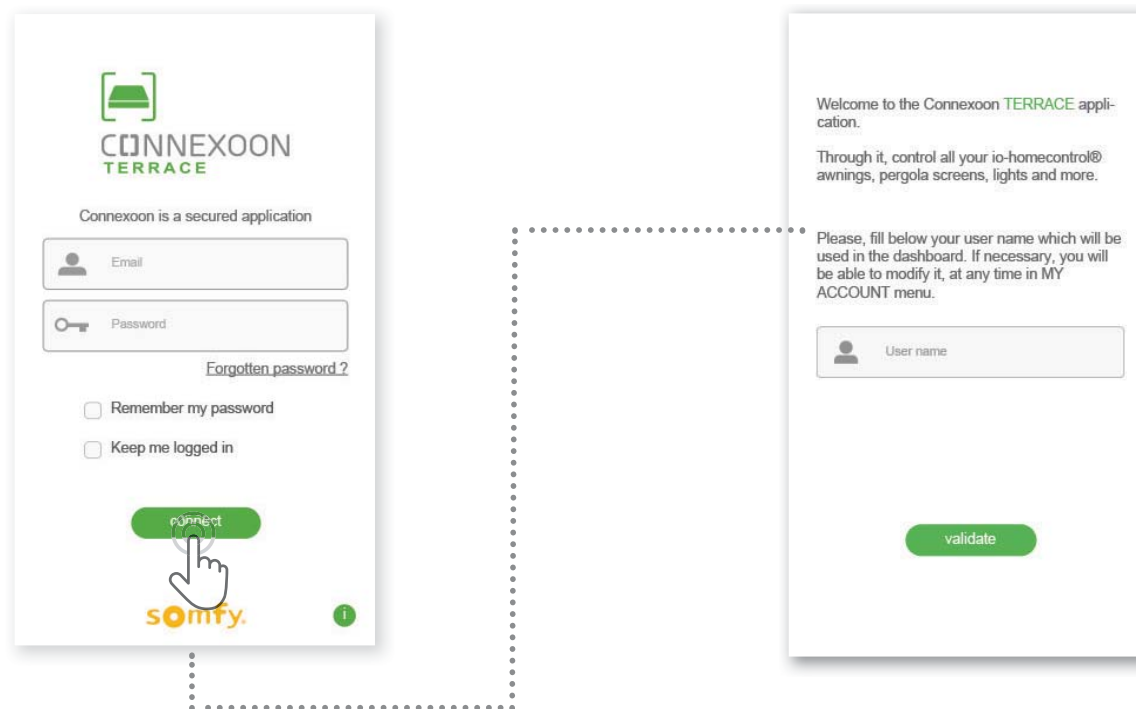 CONNEXOON
TERRACE
Connexoon is a secured application
Email
Password
Forgotten password ?
Remember my password
Keep me logged in
connect
somfy.
i
Welcome to the Connexoon TERRACE appli-
cation.
Through it, control all your io-homecontrol®
awnings, pergola screens, lights and more.
Please, fill below your user name which will be
used in the dashboard. If necessary, you will
be able to modify it, at any time in MY
ACCOUNT menu.
User name
validate